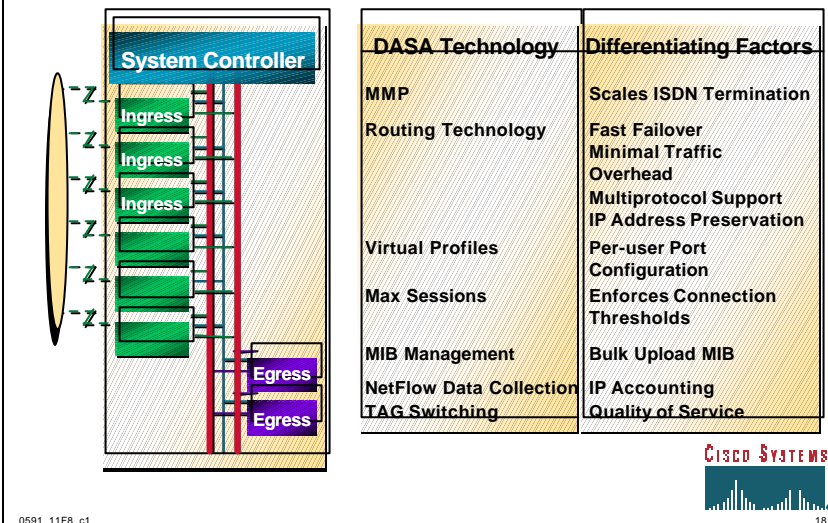 System Controller
Ingress
Ingress
Ingress
Egress
Egress
DASA Technology
Differentiating Factors
MMP
Scales ISDN Termination
Routing Technology
Fast Failover
Minimal Traffic
Overhead
Multiprotocol Support
IP Address Preservation
Virtual Profiles
Per-user Port
Configuration
Max Sessions
Enforces Connection
Thresholds
MIB Management
Bulk Upload MIB
NetFlow Data Collection
IP Accounting
TAG Switching
Quality of Service
CISCO SYSTEMS
0591_11F8_c1
18